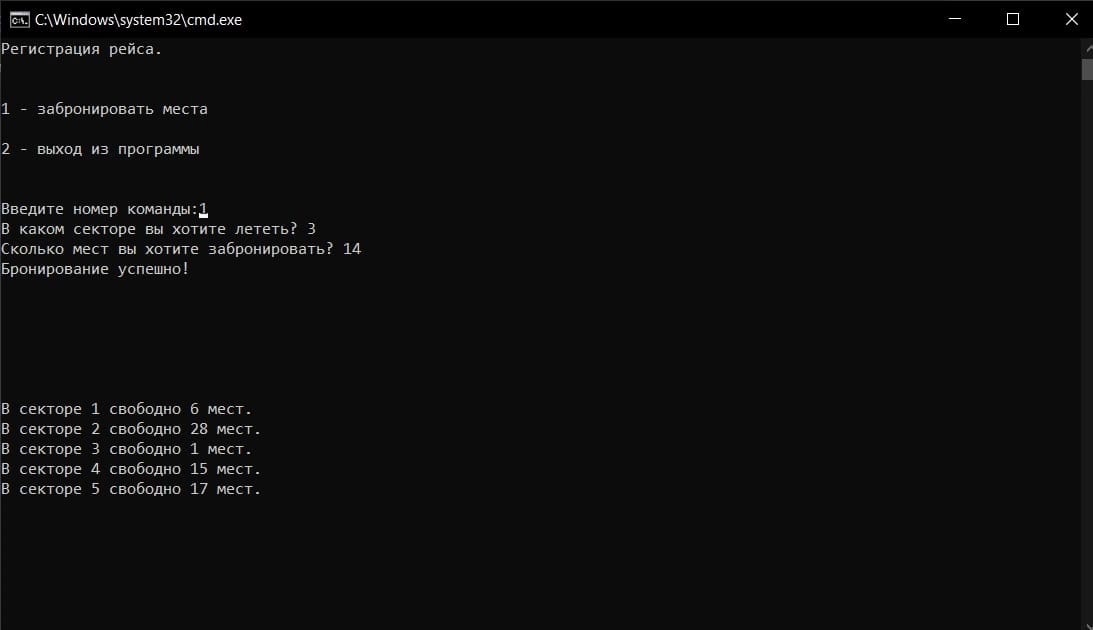 C:\Windows\system32\cmd.exe
Регистрация рейса.
1 - забронировать места
2 - выход из программы
Введите номер команды:1
В каком секторе вы хотите лететь? 3
Сколько мест вы хотите забронировать? 14
Бронирование успешно!
В секторе 1 свободно 6 мест.
В секторе 2 свободно 28 мест.
В секторе 3 свободно 1 мест.
В секторе 4 свободно 15 мест.
В секторе 5 свободно 17 мест.